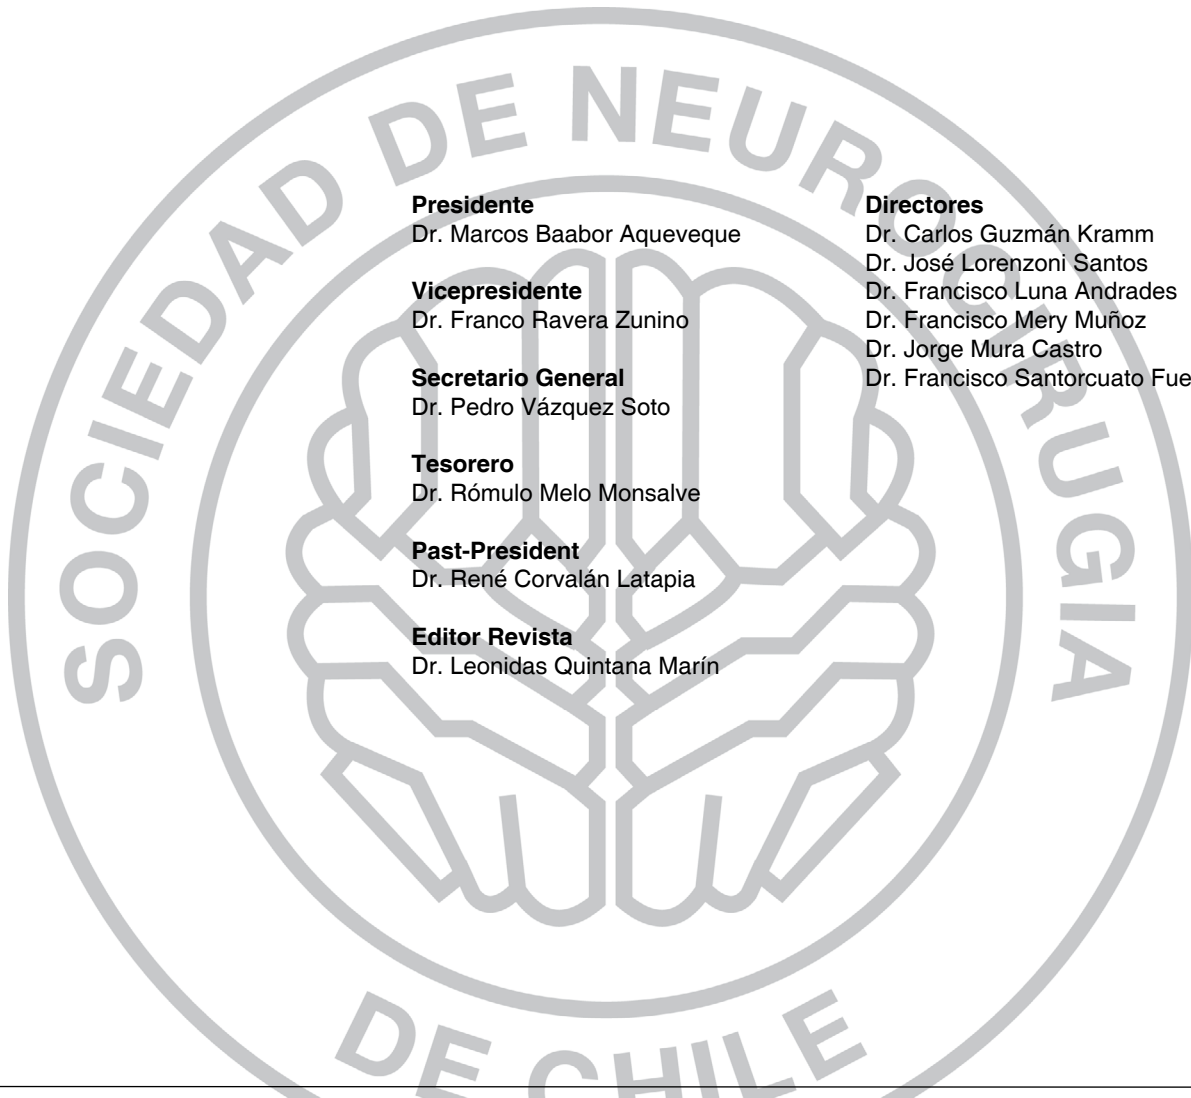 SOCIEDAD DE NEUROCIRUGIA
DE CHILE
Presidente
Dr. Marcos Baabor Aqueveque
Vicepresidente
Dr. Franco Ravera Zunino
Secretario General
Dr. Pedro Vázquez Soto
Tesorero
Dr. Rómulo Melo Monsalve
Past-President
Dr. René Corvalán Latapia
Editor Revista
Dr. Leonidas Quintana Marín
Directores
Dr. Carlos Guzmán Kramm
Dr. José Lorenzoni Santos
Dr. Francisco Luna Andrades
Dr. Francisco Mery Muñoz
Dr. Jorge Mura Castro
Dr. Francisco Santorcuato